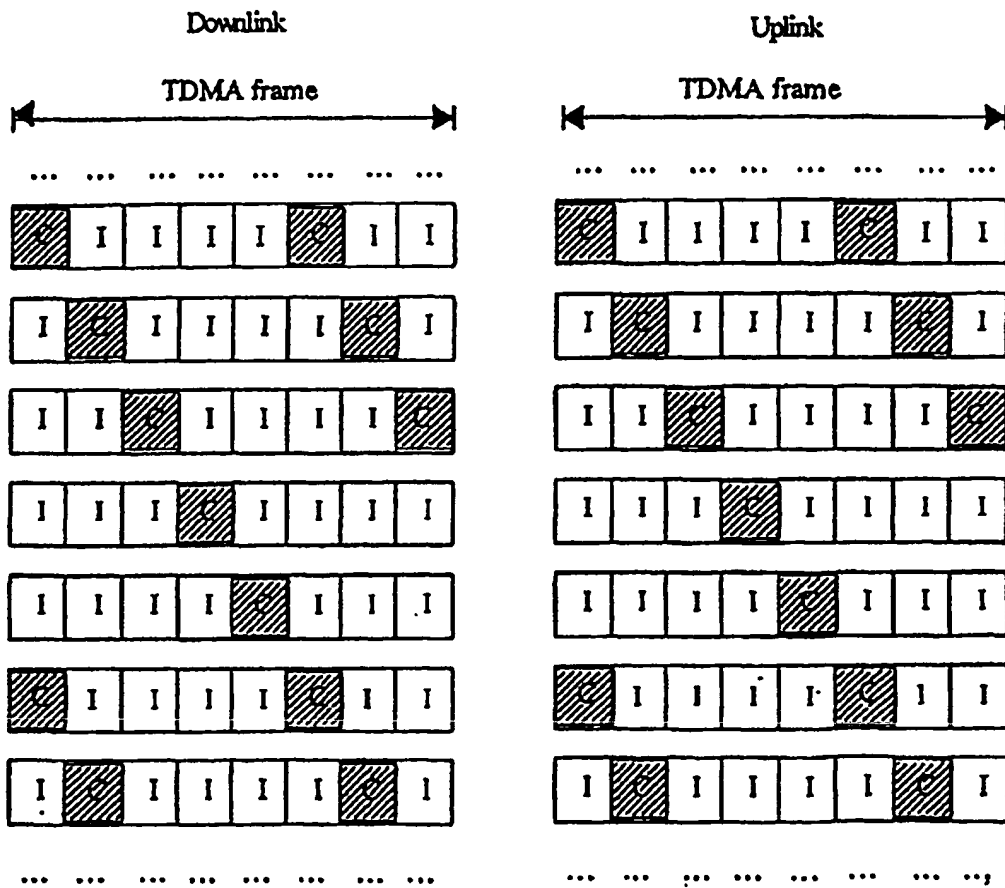 Downlink Uplink
TDMA frame TDMA frame
... ... ... ... ... ... ... ... ... ... ... ... ... ... ... ...
C I I I I C I I C I I I I C I I
I C I I I I C I I C I I I I C I
I I C I I I I C I I C I I I I C
I I I C I I I I I I I C I I I I
I I I I C I I I I I I I C I I I
C I I I I C I I C I I I I C I I
I C I I I I C I I C I I I I C I
... ... ... ... ... ... ... ... ... ... ... ... ... ... ... ...